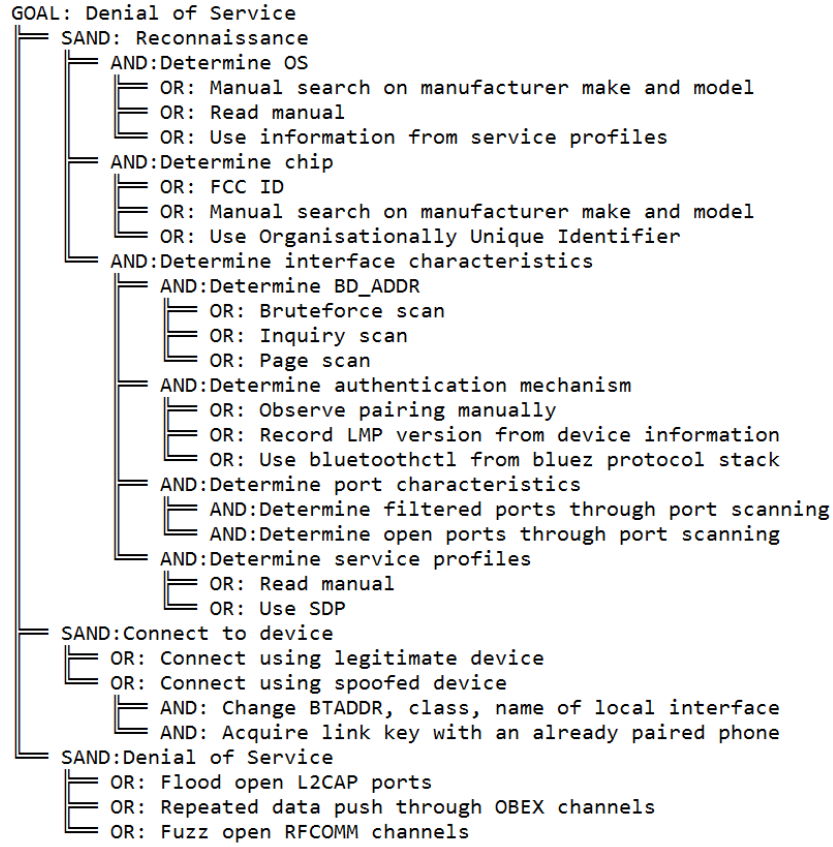 GOAL: Denial of Service
SAND: Reconnaissance
AND:Determine OS
OR: Manual search on manufacturer make and model
OR: Read manual
OR: Use information from service profiles
AND:Determine chip
OR: FCC ID
OR: Manual search on manufacturer make and model
OR: Use Organisationally Unique Identifier
AND:Determine interface characteristics
AND:Determine BD_ADDR
OR: Bruteforce scan
OR: Inquiry scan
OR: Page scan
AND:Determine authentication mechanism
OR: Observe pairing manually
OR: Record LMP version from device information
OR: Use bluetoothctl from bluez protocol stack
AND:Determine port characteristics
AND:Determine filtered ports through port scanning
AND:Determine open ports through port scanning
AND:Determine service profiles
OR: Read manual
OR: Use SDP
SAND:Connect to device
OR: Connect using legitimate device
OR: Connect using spoofed device
AND: Change BTADDR, class, name of local interface
AND: Acquire link key with an already paired phone
SAND:Denial of Service
OR: Flood open L2CAP ports
OR: Repeated data push through OBEX channels
OR: Fuzz open RFCOMM channels